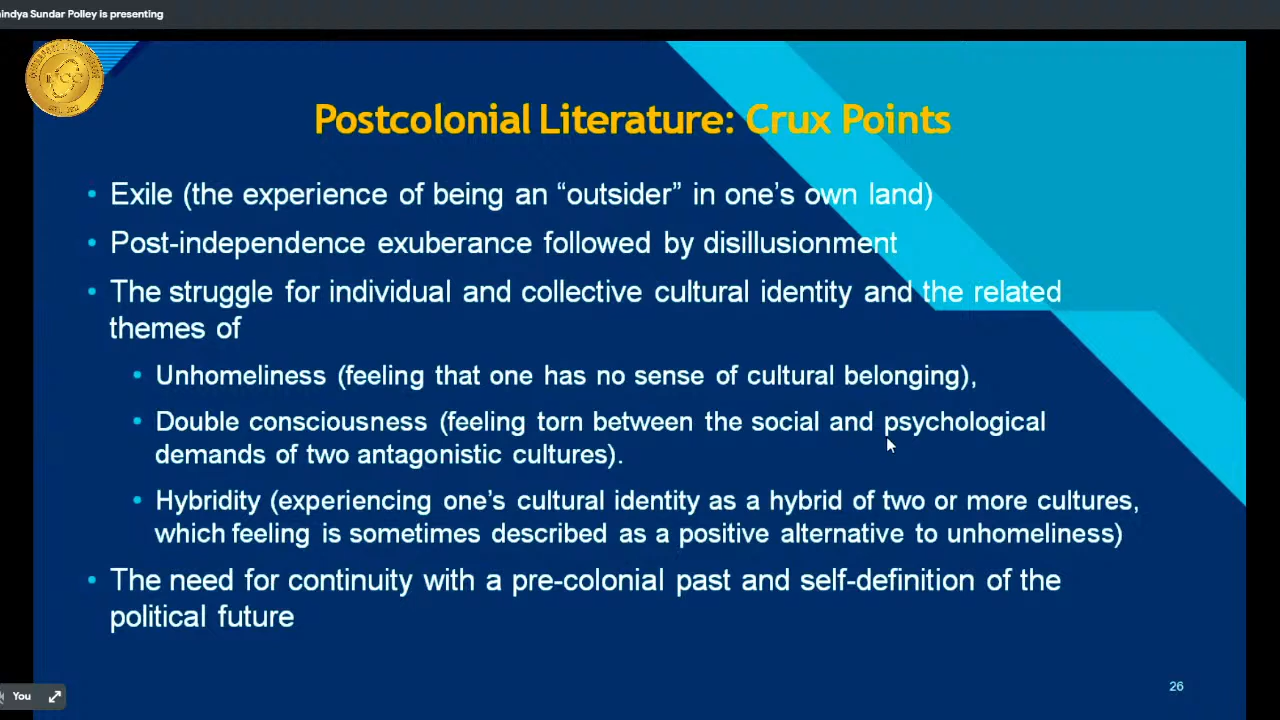 indya Sundar Polley is presenting
Postcolonial Literature: Crux Points
• Exile (the experience of being an “outsider” in one’s own land)
• Post-independence exuberance followed by disillusionment
• The struggle for individual and collective cultural identity and the related
themes of
• Unhomeliness (feeling that one has no sense of cultural belonging),
• Double consciousness (feeling torn between the social and psychological
demands of two antagonistic cultures).
• Hybridity (experiencing one’s cultural identity as a hybrid of two or more cultures,
which feeling is sometimes described as a positive alternative to unhomeliness)
• The need for continuity with a pre-colonial past and self-definition of the
political future
You
26